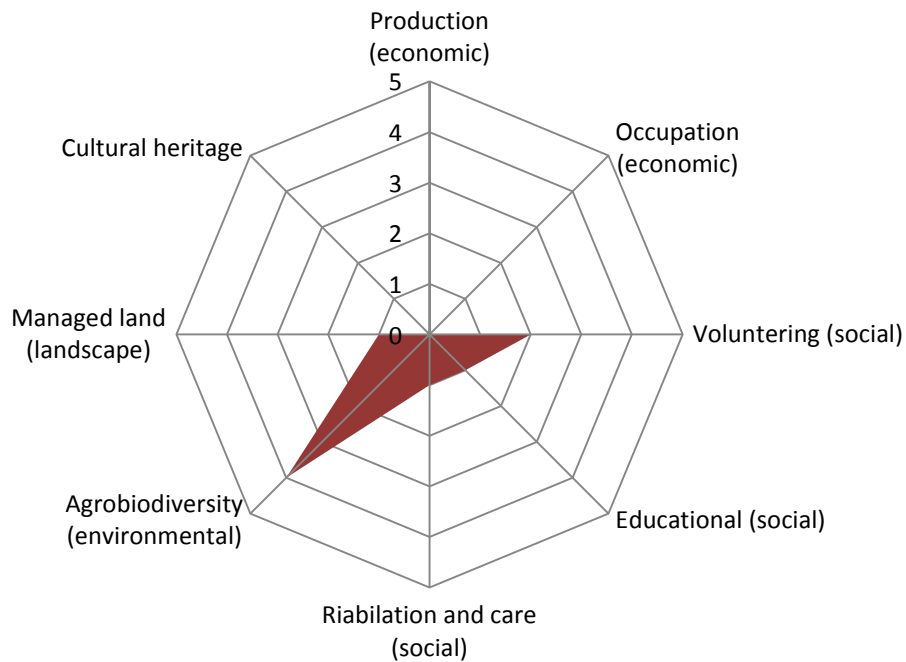 Production
(economic)
5
4
3
2
1
0
Occupation
(economic)
Voluntering (social)
Educational (social)
Riabilation and care
(social)
Agrobiodiversity
(environmental)
Managed land
(landscape)
Cultural heritage